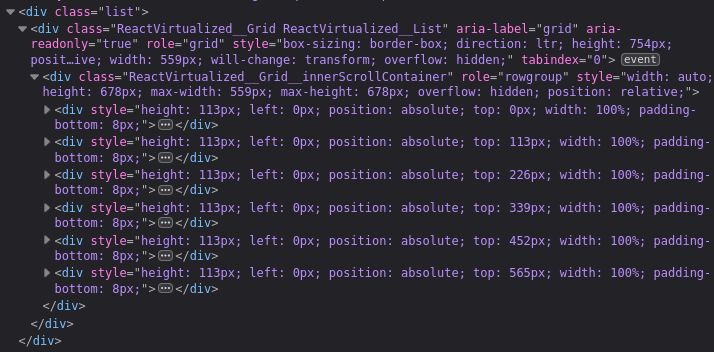 <div class="list">
<div class="ReactVirtualized__Grid ReactVirtualized__List" aria-label="grid" aria-
readonly="true" role="grid" style="box-sizing: border-box; direction: ltr; height: 754px;
posit…ive; width: 559px; will-change: transform; overflow: hidden;" tabindex="0"> event
<div class="ReactVirtualized__Grid__innerScrollContainer" role="rowgroup" style="width: auto;
height: 678px; max-width: 559px; max-height: 678px; overflow: hidden; position: relative;">
<div style="height: 113px; left: 0px; position: absolute; top: 0px; width: 100%; padding-
bottom: 8px;">…</div>
<div style="height: 113px; left: 0px; position: absolute; top: 113px; width: 100%; padding-
bottom: 8px;">…</div>
<div style="height: 113px; left: 0px; position: absolute; top: 226px; width: 100%; padding-
bottom: 8px;">…</div>
<div style="height: 113px; left: 0px; position: absolute; top: 339px; width: 100%; padding-
bottom: 8px;">…</div>
<div style="height: 113px; left: 0px; position: absolute; top: 452px; width: 100%; padding-
bottom: 8px;">…</div>
<div style="height: 113px; left: 0px; position: absolute; top: 565px; width: 100%; padding-
bottom: 8px;">…</div>
</div>
</div>
</div>